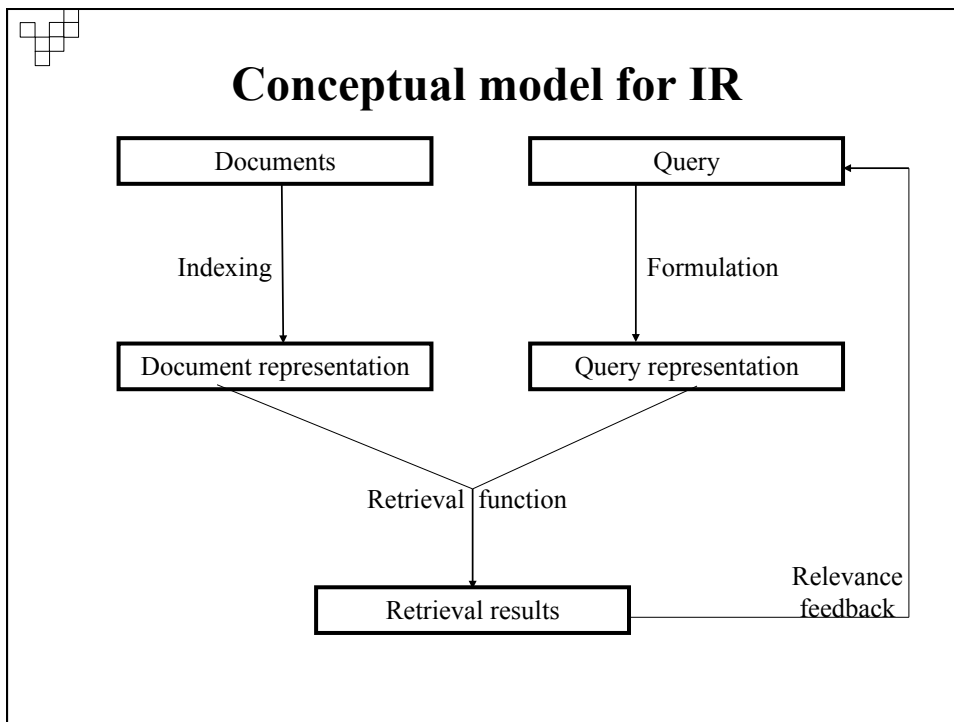 Conceptual model for IR
Documents
Query
Indexing
Formulation
Document representation
Query representation
Retrieval function
Retrieval results
Relevance
feedback